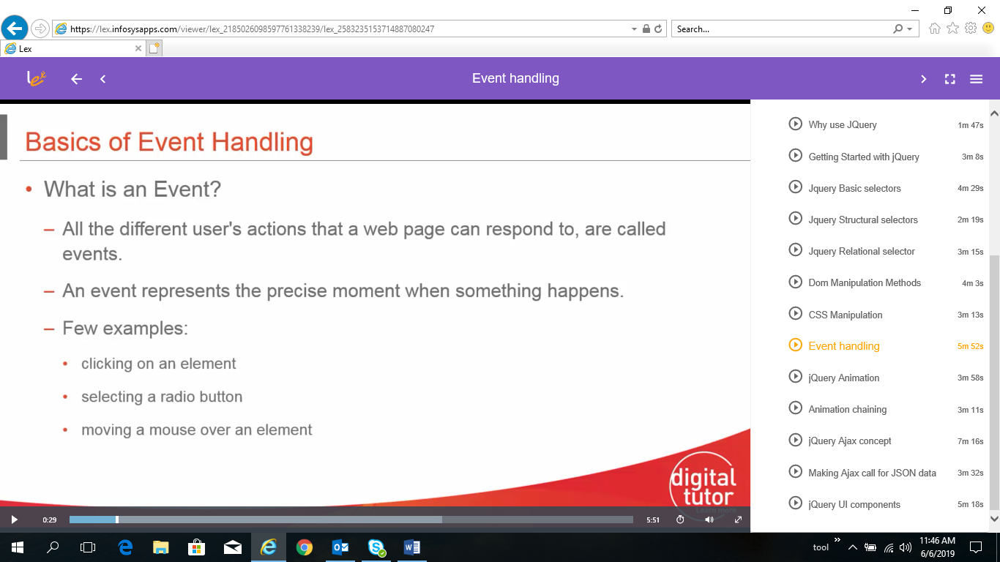 https://lex.infosysapps.com/viewer/lex_2185026098597761338239/lex_2583235153714887080247
Search...
Lex
lex
Event handling
Basics of Event Handling
• What is an Event?
– All the different user's actions that a web page can respond to, are called
events.
– An event represents the precise moment when something happens.
– Few examples:
• clicking on an element
• selecting a radio button
• moving a mouse over an element
digital
tutor
Learn more
0:29
5:51
Why use JQuery 1m 47s
Getting Started with jQuery 3m 8s
Jquery Basic selectors 4m 29s
Jquery Structural selectors 2m 19s
Jquery Relational selector 3m 15s
Dom Manipulation Methods 4m 3s
CSS Manipulation 3m 13s
Event handling 5m 52s
jQuery Animation 3m 58s
Animation chaining 3m 11s
jQuery Ajax concept 7m 16s
Making Ajax call for JSON data 3m 32s
jQuery UI components 5m 18s
tool
11:46 AM
6/6/2019